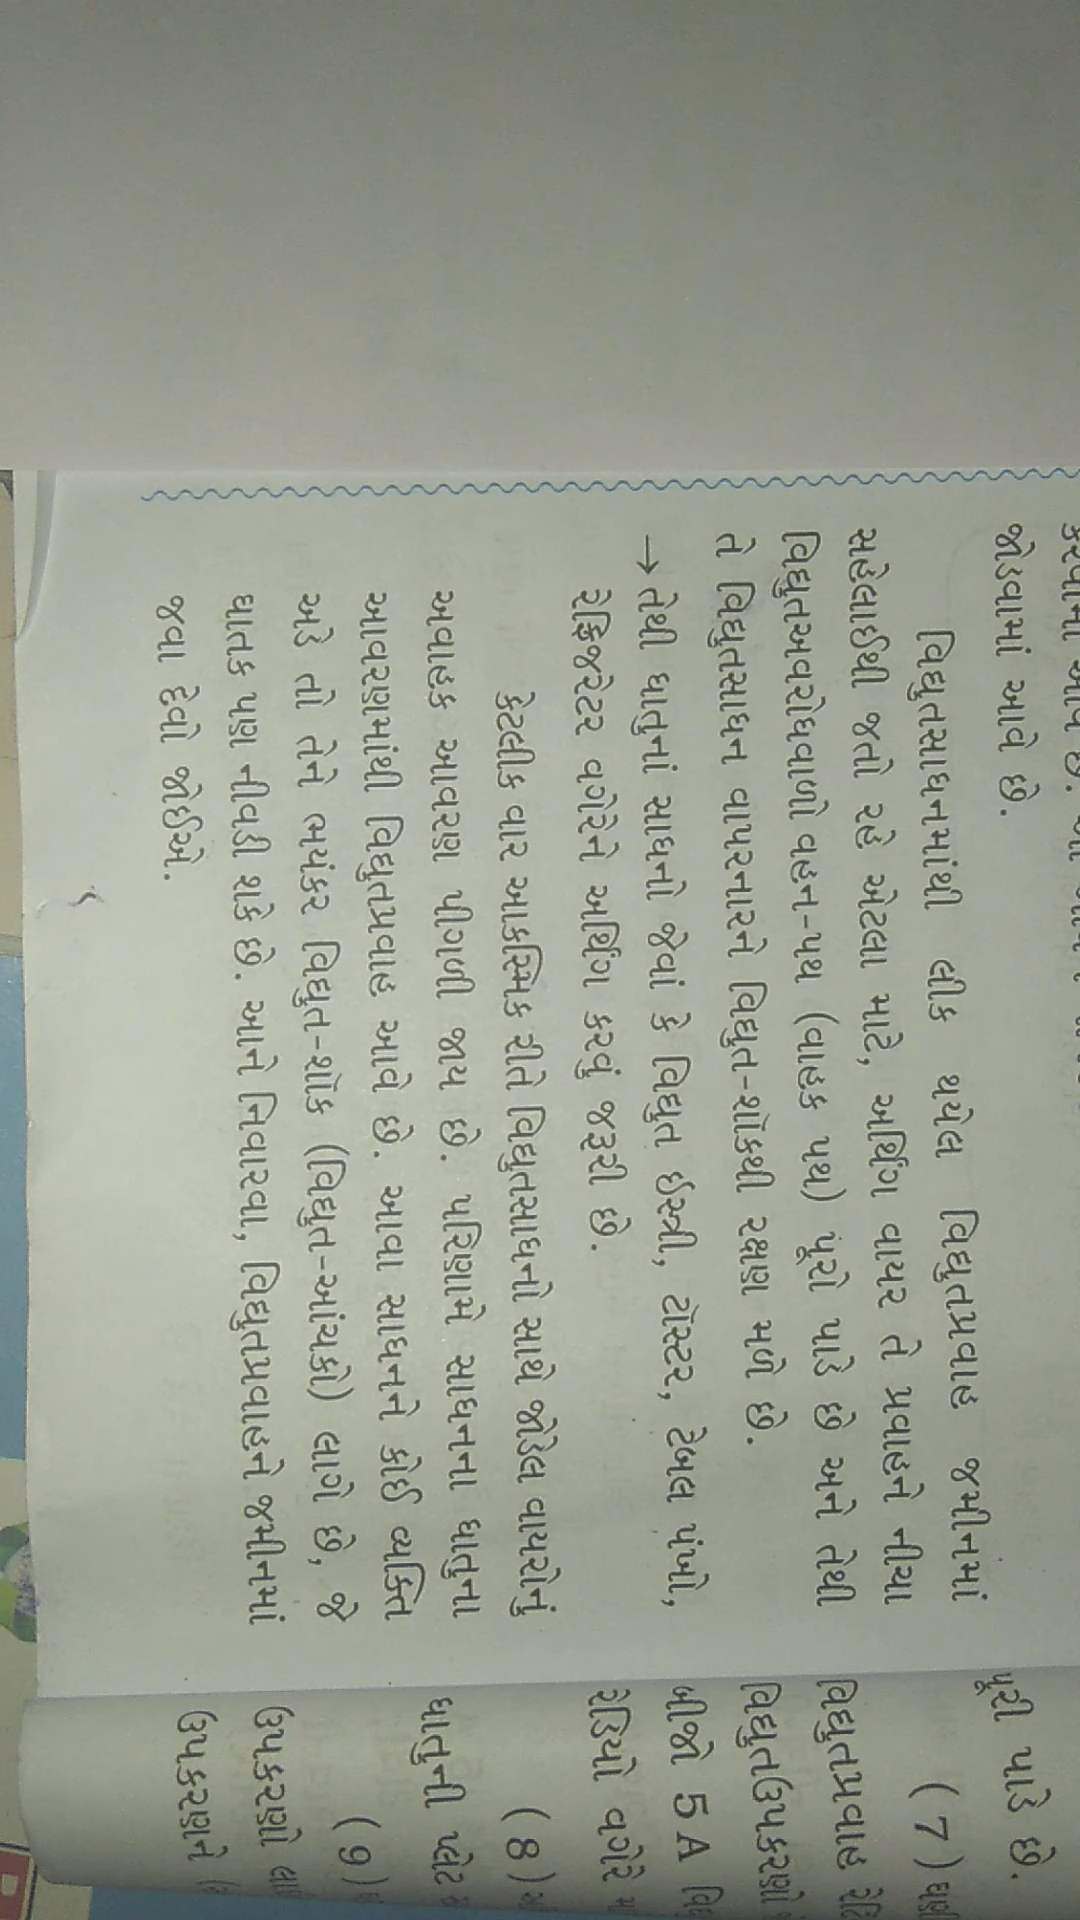 જોડવામાં આવે છે.
વિદ્યુતસાધનમાંથી લીક થયેલ વિદ્યુતપ્રવાહ જમીનમાં
સહેલાઈથી જતો રહે એટલા માટે, અર્થિંગ વાયર તે પ્રવાહને નીચા
વિદ્યુતઅવરોધવાળો વહન-પથ (વાહક પથ) પૂરો પાડે છે અને તેથી
તે વિદ્યુતસાધન વાપરનારને વિદ્યુત-શૉકથી રક્ષણ મળે છે.
→ તેથી ધાતુનાં સાધનો જેવાં કે વિદ્યુત ઈસ્ત્રી, ટૉસ્ટર, ટેબલ પંખો,
રેફ્રિજરેટર વગેરેને અર્થિંગ કરવું જરૂરી છે.
કેટલીક વાર આકસ્મિક રીતે વિદ્યુતસાધનો સાથે જોડેલ વાયરોનું
અવાહક આવરણ પીગળી જાય છે. પરિણામે સાધનના ધાતુના
આવરણમાંથી વિદ્યુતપ્રવાહ આવે છે. આવા સાધનને કોઈ વ્યક્તિ
અડે તો તેને ભયંકર વિદ્યુત-શૉક (વિદ્યુત-આંચકો) લાગે છે, જે
ઘાતક પણ નીવડી શકે છે. આને નિવારવા, વિદ્યુતપ્રવાહને જમીનમાં
જવા દેવો જોઈએ.
પૂરી પાડે છે.
(7)
વિદ્યુતપ્રવાહ
વિદ્યુતઉપકરણો
બીજો 5 A
રેડિયો વગેરે
(8)
ધાતુની પ્લેટ
(9)
ઉપકરણો
ઉપકરણને